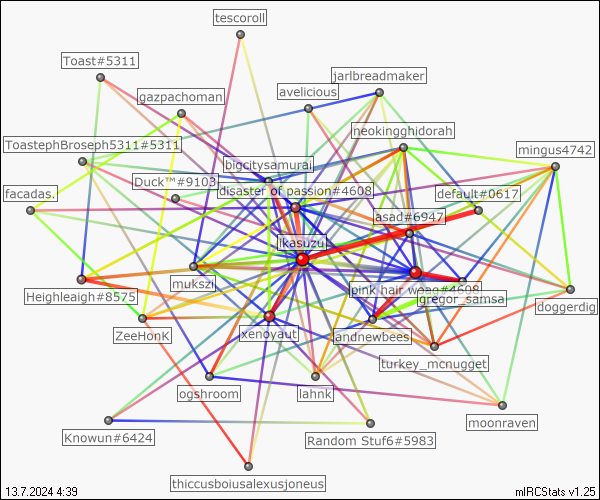 tescoroll
Toast#5311
jarlbreadmaker
avelicious
gazpachoman
neokingghidorah
ToastephBroseph5311#5311
mingus4742
bigcitysamurai
Duck™#9103
disaster of passion#4608
facadas.
default#0617
asad#6947
ikasuzu
mukszi
pink hair waag#4698
Heighleaigh#8575
gregor_samsa
doggerdig
ZeeHonK
xenoyaut
andnewbees
turkey_mcnugget
ogshroom
lahnk
moonraven
Knowun#6424
Random Stuf6#5983
thiccusboiusalexusjoneus
13.7.2024 4:39
mIRCStats v1.25